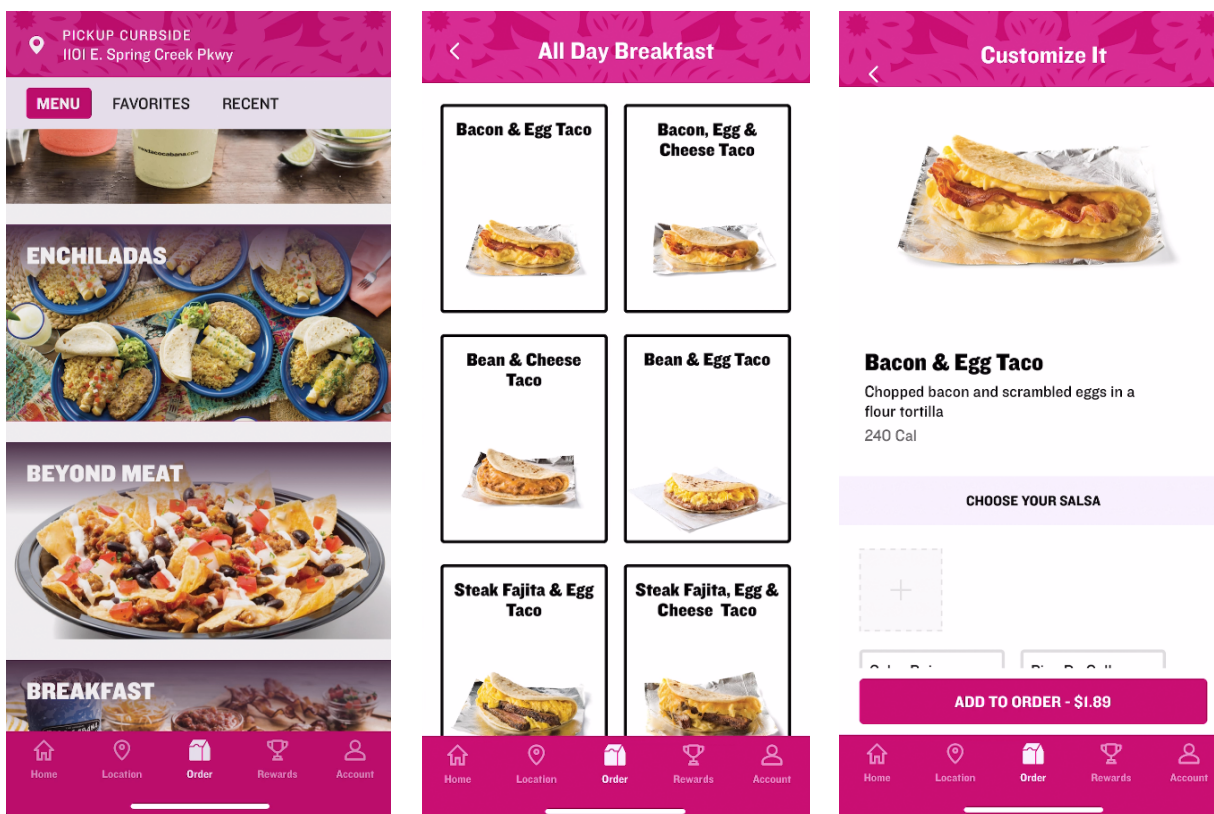 PICKUP CURBSIDE
1101 E. Spring Creek Pkwy
MENU FAVORITES RECENT
ENCHILADAS
BEYOND MEAT
BREAKFAST
Home Location Order Rewards Account
All Day Breakfast
Bacon & Egg Taco
Bacon, Egg &
Cheese Taco
Bean & Cheese
Taco
Bean & Egg Taco
Steak Fajita & Egg
Taco
Steak Fajita, Egg &
Cheese Taco
Home Location Order Rewards Account
Customize It
Bacon & Egg Taco
Chopped bacon and scrambled eggs in a
flour tortilla
240 Cal
CHOOSE YOUR SALSA
ADD TO ORDER - $1.89
Home Location Order Rewards Account